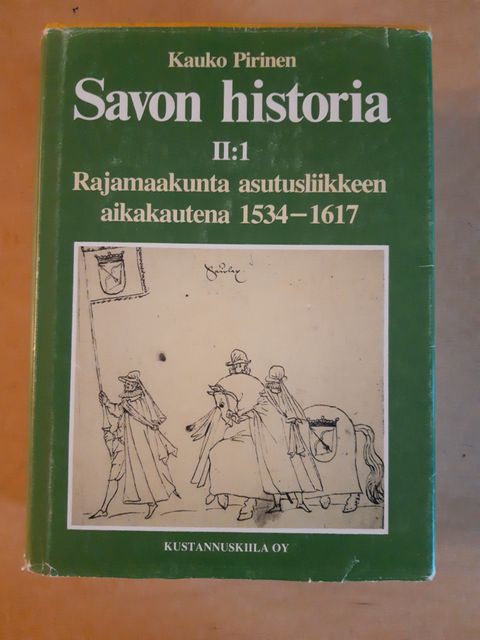 Kauko Pirinen
Savon historia
II:1
Rajamaakunta asutusliikkeen
aikakautena 1534–1617
KUSTANNUSKIILA OY